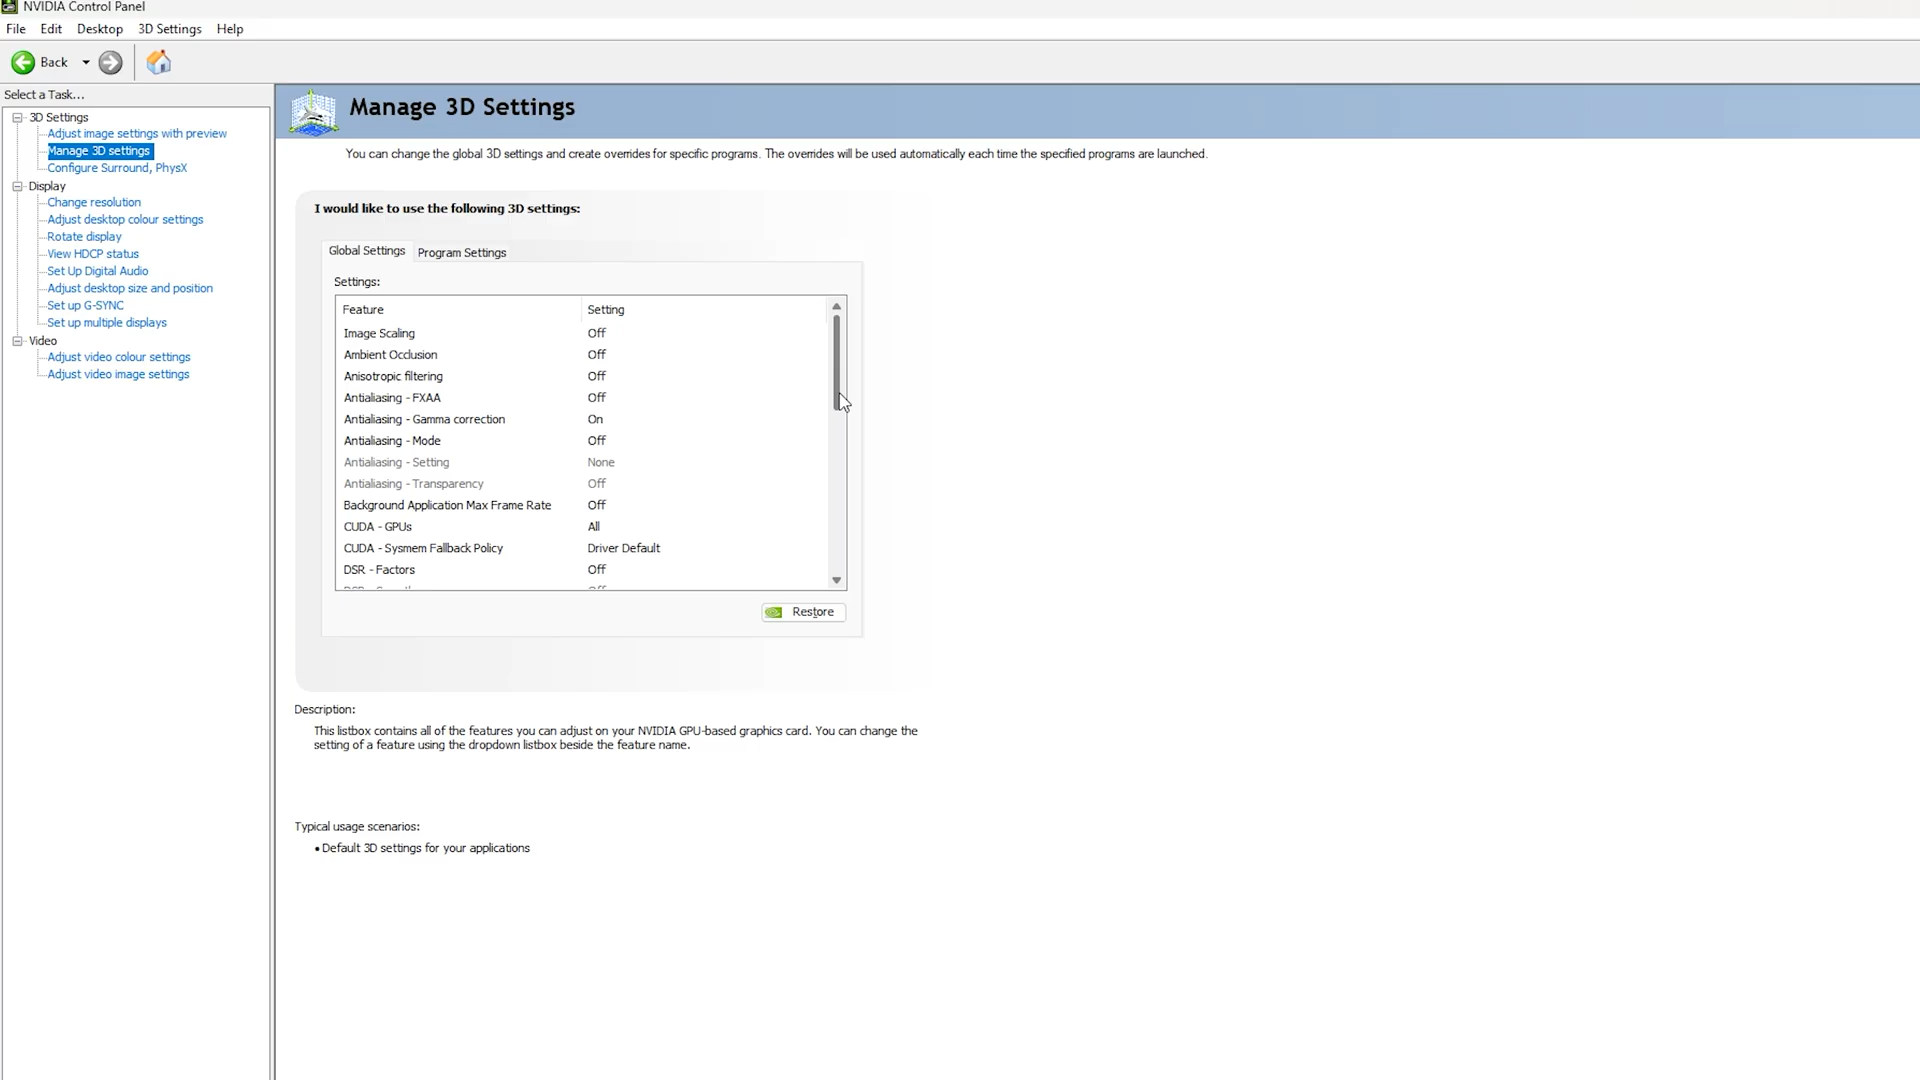 NVIDIA Control Panel
File Edit Desktop 3D Settings Help
Back
Select a Task...
3D Settings
Adjust image settings with preview
Manage 3D settings
Configure Surround, PhysX
Display
Change resolution
Adjust desktop colour settings
Rotate display
View HDCP status
Set Up Digital Audio
Adjust desktop size and position
Set up G-SYNC
Set up multiple displays
Video
Adjust video colour settings
Adjust video image settings
Manage 3D Settings
You can change the global 3D settings and create overrides for specific programs. The overrides will be used automatically each time the specified programs are launched.
I would like to use the following 3D settings:
Global Settings Program Settings
Settings:
Feature Setting
Image Scaling Off
Ambient Occlusion Off
Anisotropic filtering Off
Antialiasing - FXAA Off
Antialiasing - Gamma correction On
Antialiasing - Mode Off
Antialiasing - Setting None
Antialiasing - Transparency Off
Background Application Max Frame Rate Off
CUDA - GPUs All
CUDA - Sysmem Fallback Policy Driver Default
DSR - Factors Off
Restore
Description:
This listbox contains all of the features you can adjust on your NVIDIA GPU-based graphics card. You can change the
setting of a feature using the dropdown listbox beside the feature name.
Typical usage scenarios:
• Default 3D settings for your applications